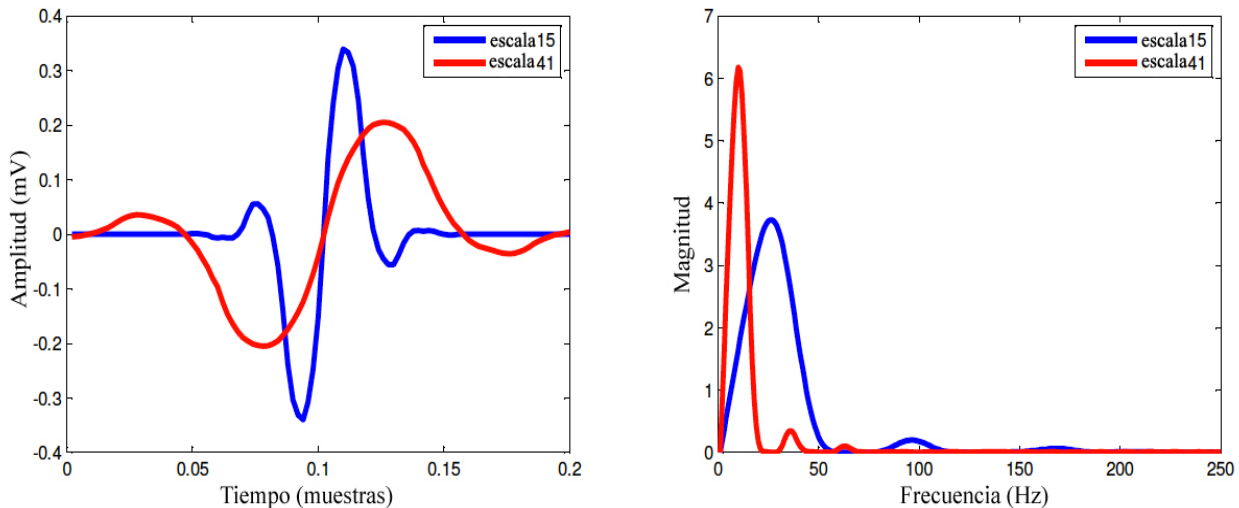 0.4
0.3
0.2
0.1
0
-0.1
-0.2
-0.3
-0.4
Amplitud (mV)
0 0.05 0.1 0.15 0.2
Tiempo (muestras)
escala15
escala41
7
6
5
4
3
2
1
0
Magnitud
0 50 100 150 200 250
Frecuencia (Hz)
escala15
escala41